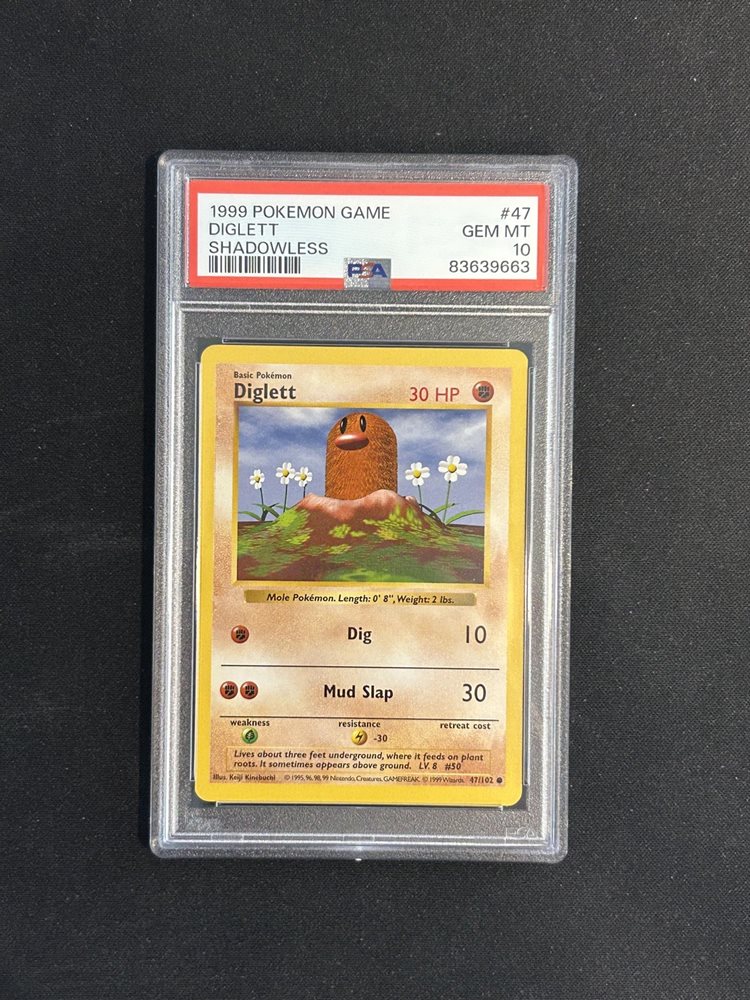 1999 POKEMON GAME #47
DIGLETT GEM MT
SHADOWLESS 10
PSA 83639663
Basic Pokémon
Diglett 30 HP
Mole Pokémon. Length: 0' 8", Weight: 2 lbs.
Dig 10
Mud Slap 30
weakness resistance retreat cost
-30
Lives about three feet underground, where it feeds on plant
roots. It sometimes appears above ground. LV. 8 #50
Illus. Keiji Kinebuchi © 1995, 96, 98, 99 Nintendo, Creatures, GAMEFREAK. © 1999 Wizards. 47/102
PSA